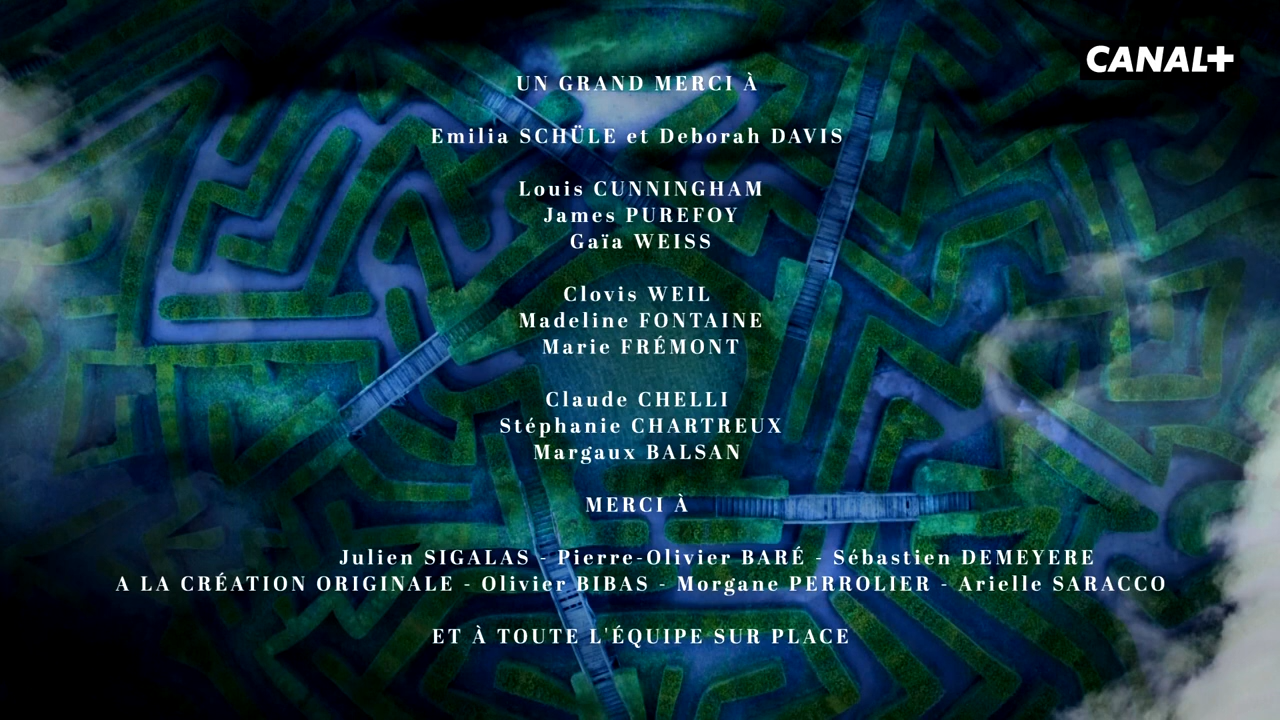 CANAL+
UN GRAND MERCI À
Emilia SCHÜLE et Deborah DAVIS
Louis CUNNINGHAM
James PUREFOY
Gaïa WEISS
Clovis WEIL
Madeline FONTAINE
Marie FRÉMONT
Claude CHELLI
Stéphanie CHARTREUX
Margaux BALSAN
MERCI À
Julien SIGALAS - Pierre-Olivier BARÉ - Sébastien DEMEYERE
A LA CRÉATION ORIGINALE - Olivier BIBAS - Morgane PERROLIER - Arielle SARACCO
ET À TOUTE L'ÉQUIPE SUR PLACE